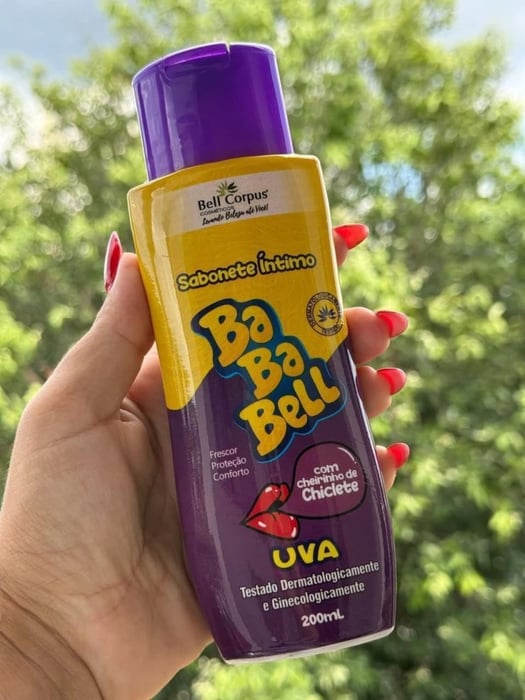 Bell Corpus
COSMÉTICOS
Levando Beleza até Você!
Sabonete Íntimo
Ba
Ba
Bell
Frescor
Proteção
Conforto
com
cheirinho de
Chiclete
UVA
Testado Dermatologicamente
e Ginecologicamente
200mL